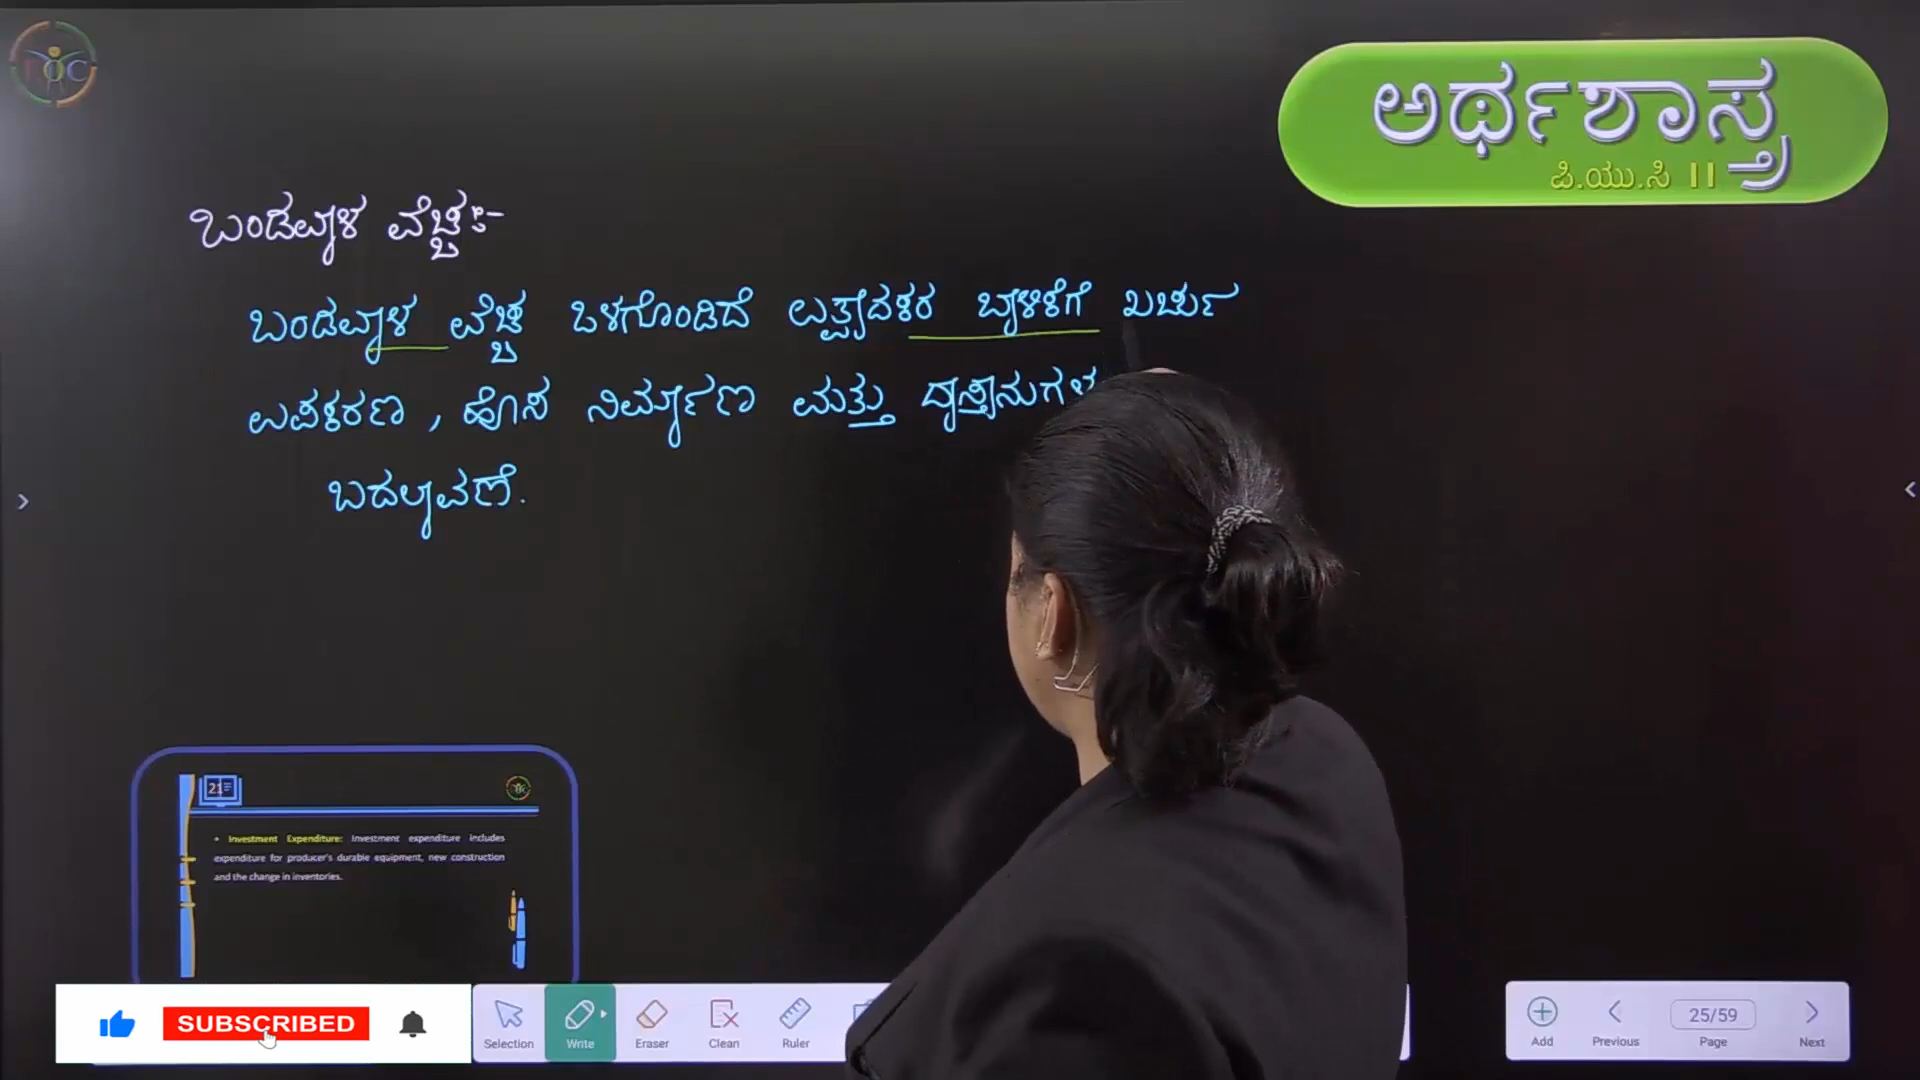 ಅರ್ಥಶಾಸ್ತ್ರ
ಪಿ.ಯು.ಸಿ II
ಬಂಡವಾಳ ವೆಚ್ಚ:-
ಬಂಡವಾಳ ವೆಚ್ಚ ಒಳಗೊಂಡಿದೆ ಉತ್ಪಾದಕರ ಬಾಳಿಕೆಗೆ ಖರ್ಚು
ಉಪಕರಣ, ಹೊಸ ನಿರ್ಮಾಣ ಮತ್ತು ದಾಸ್ತಾನುಗಳ
ಬದಲಾವಣೆ.
21
Investment Expenditure: Investment expenditure includes
expenditure for producer's durable equipment, new construction
and the change in inventories.
SUBSCRIBED
Selection Write Eraser Clean Ruler
25/59
Add Previous Page Next